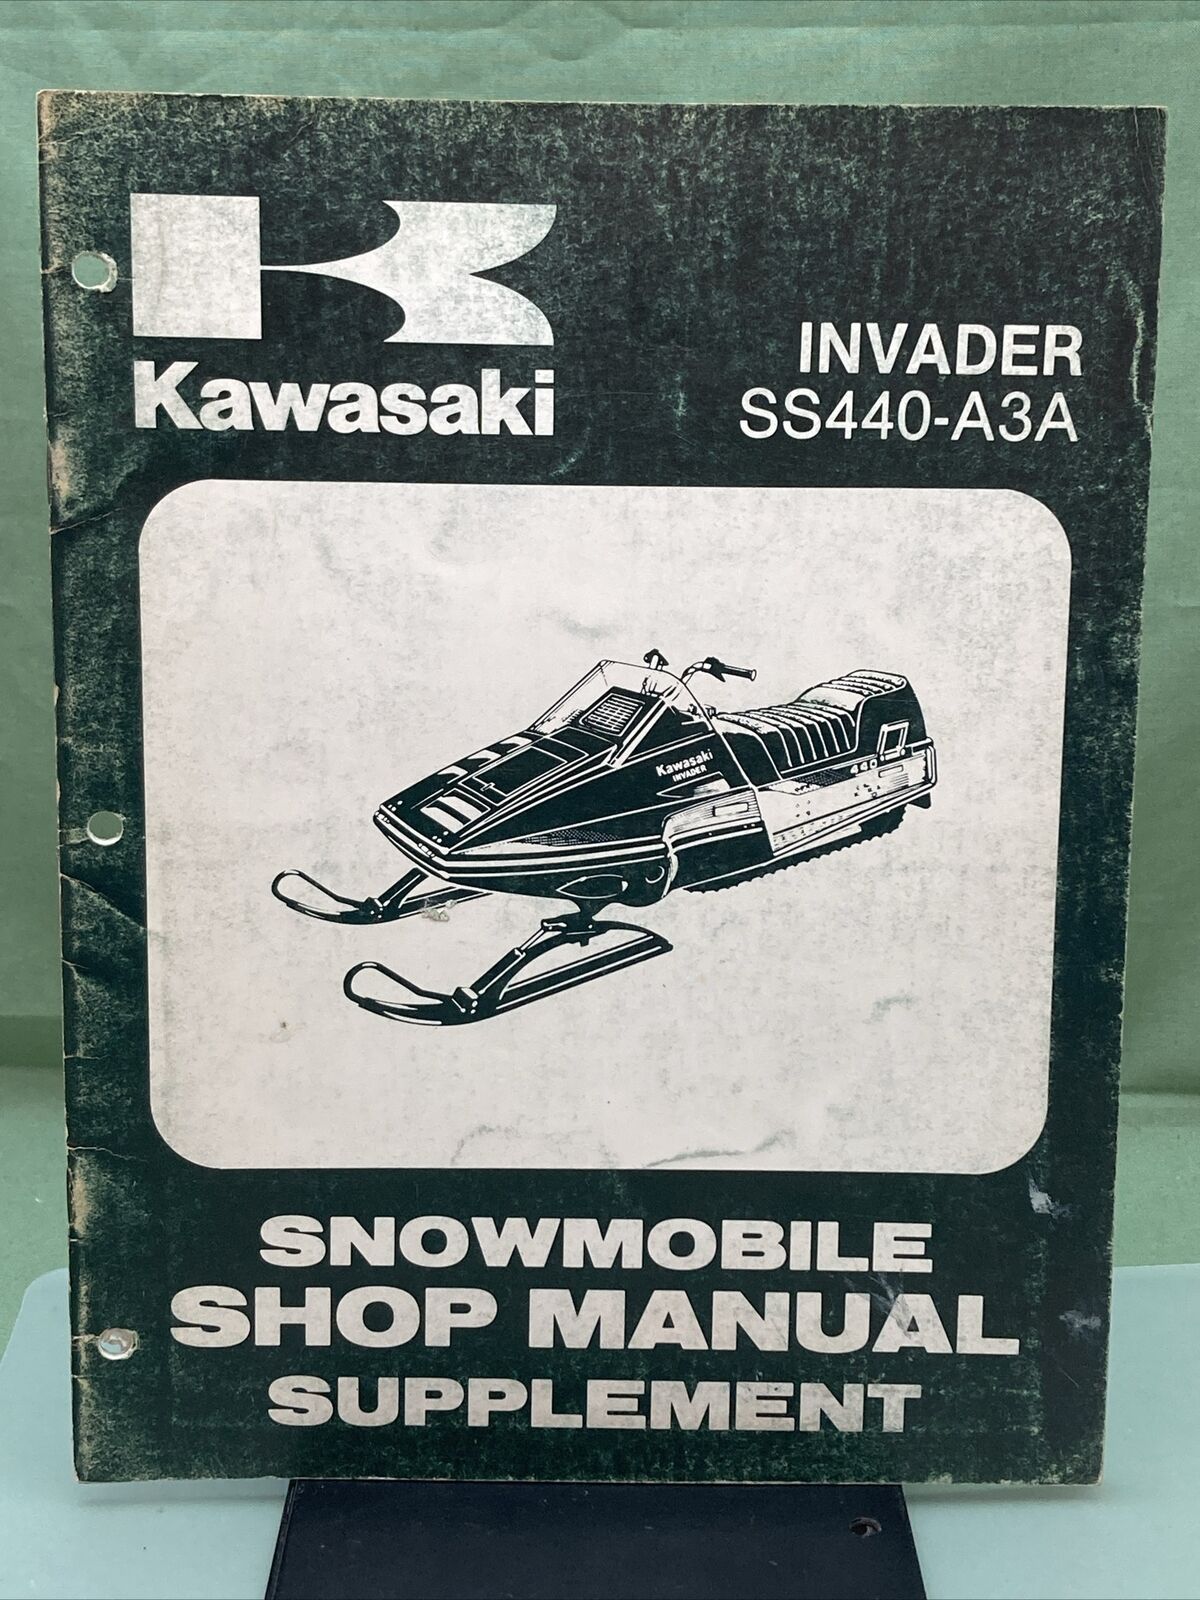 Kawasaki
INVADER
SS440-A3A
Kawasaki
INVADER
440
SNOWMOBILE
SHOP MANUAL
SUPPLEMENT